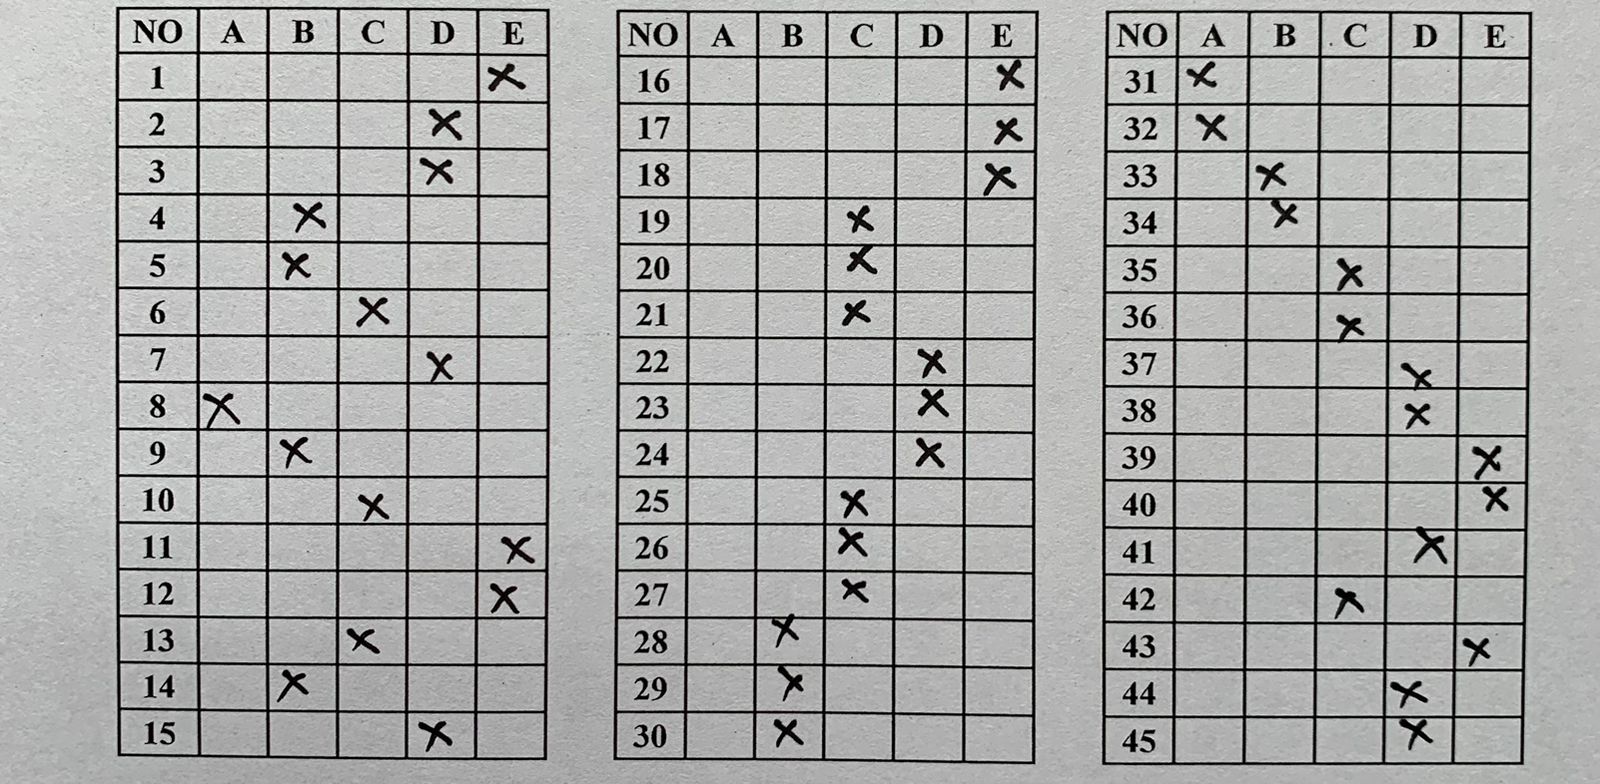 NO A B C D E
1 X
2 X
3 X
4 X
5 X
6 X
7 X
8 X
9 X
10 X
11 X
12 X
13 X
14 X
15 X
NO A B C D E
16 X
17 X
18 X
19 X
20 X
21 X
22 X
23 X
24 X
25 X
26 X
27 X
28 X
29 X
30 X
NO A B C D E
31 X
32 X
33 X
34 X
35 X
36 X
37 X
38 X
39 X
40 X
41 X
42 X
43 X
44 X
45 X